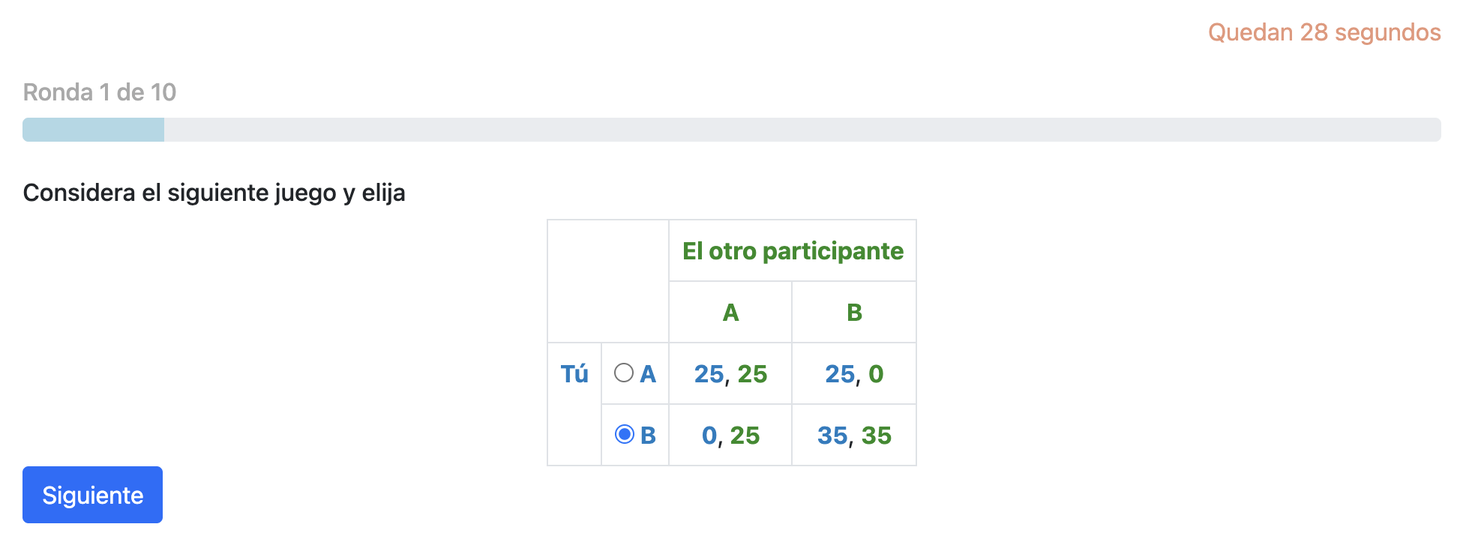 Quedan 28 segundos
Ronda 1 de 10
Considera el siguiente juego y elija
El otro participante
A B
Tú A 25, 25 25, 0
B 0, 25 35, 35
Siguiente